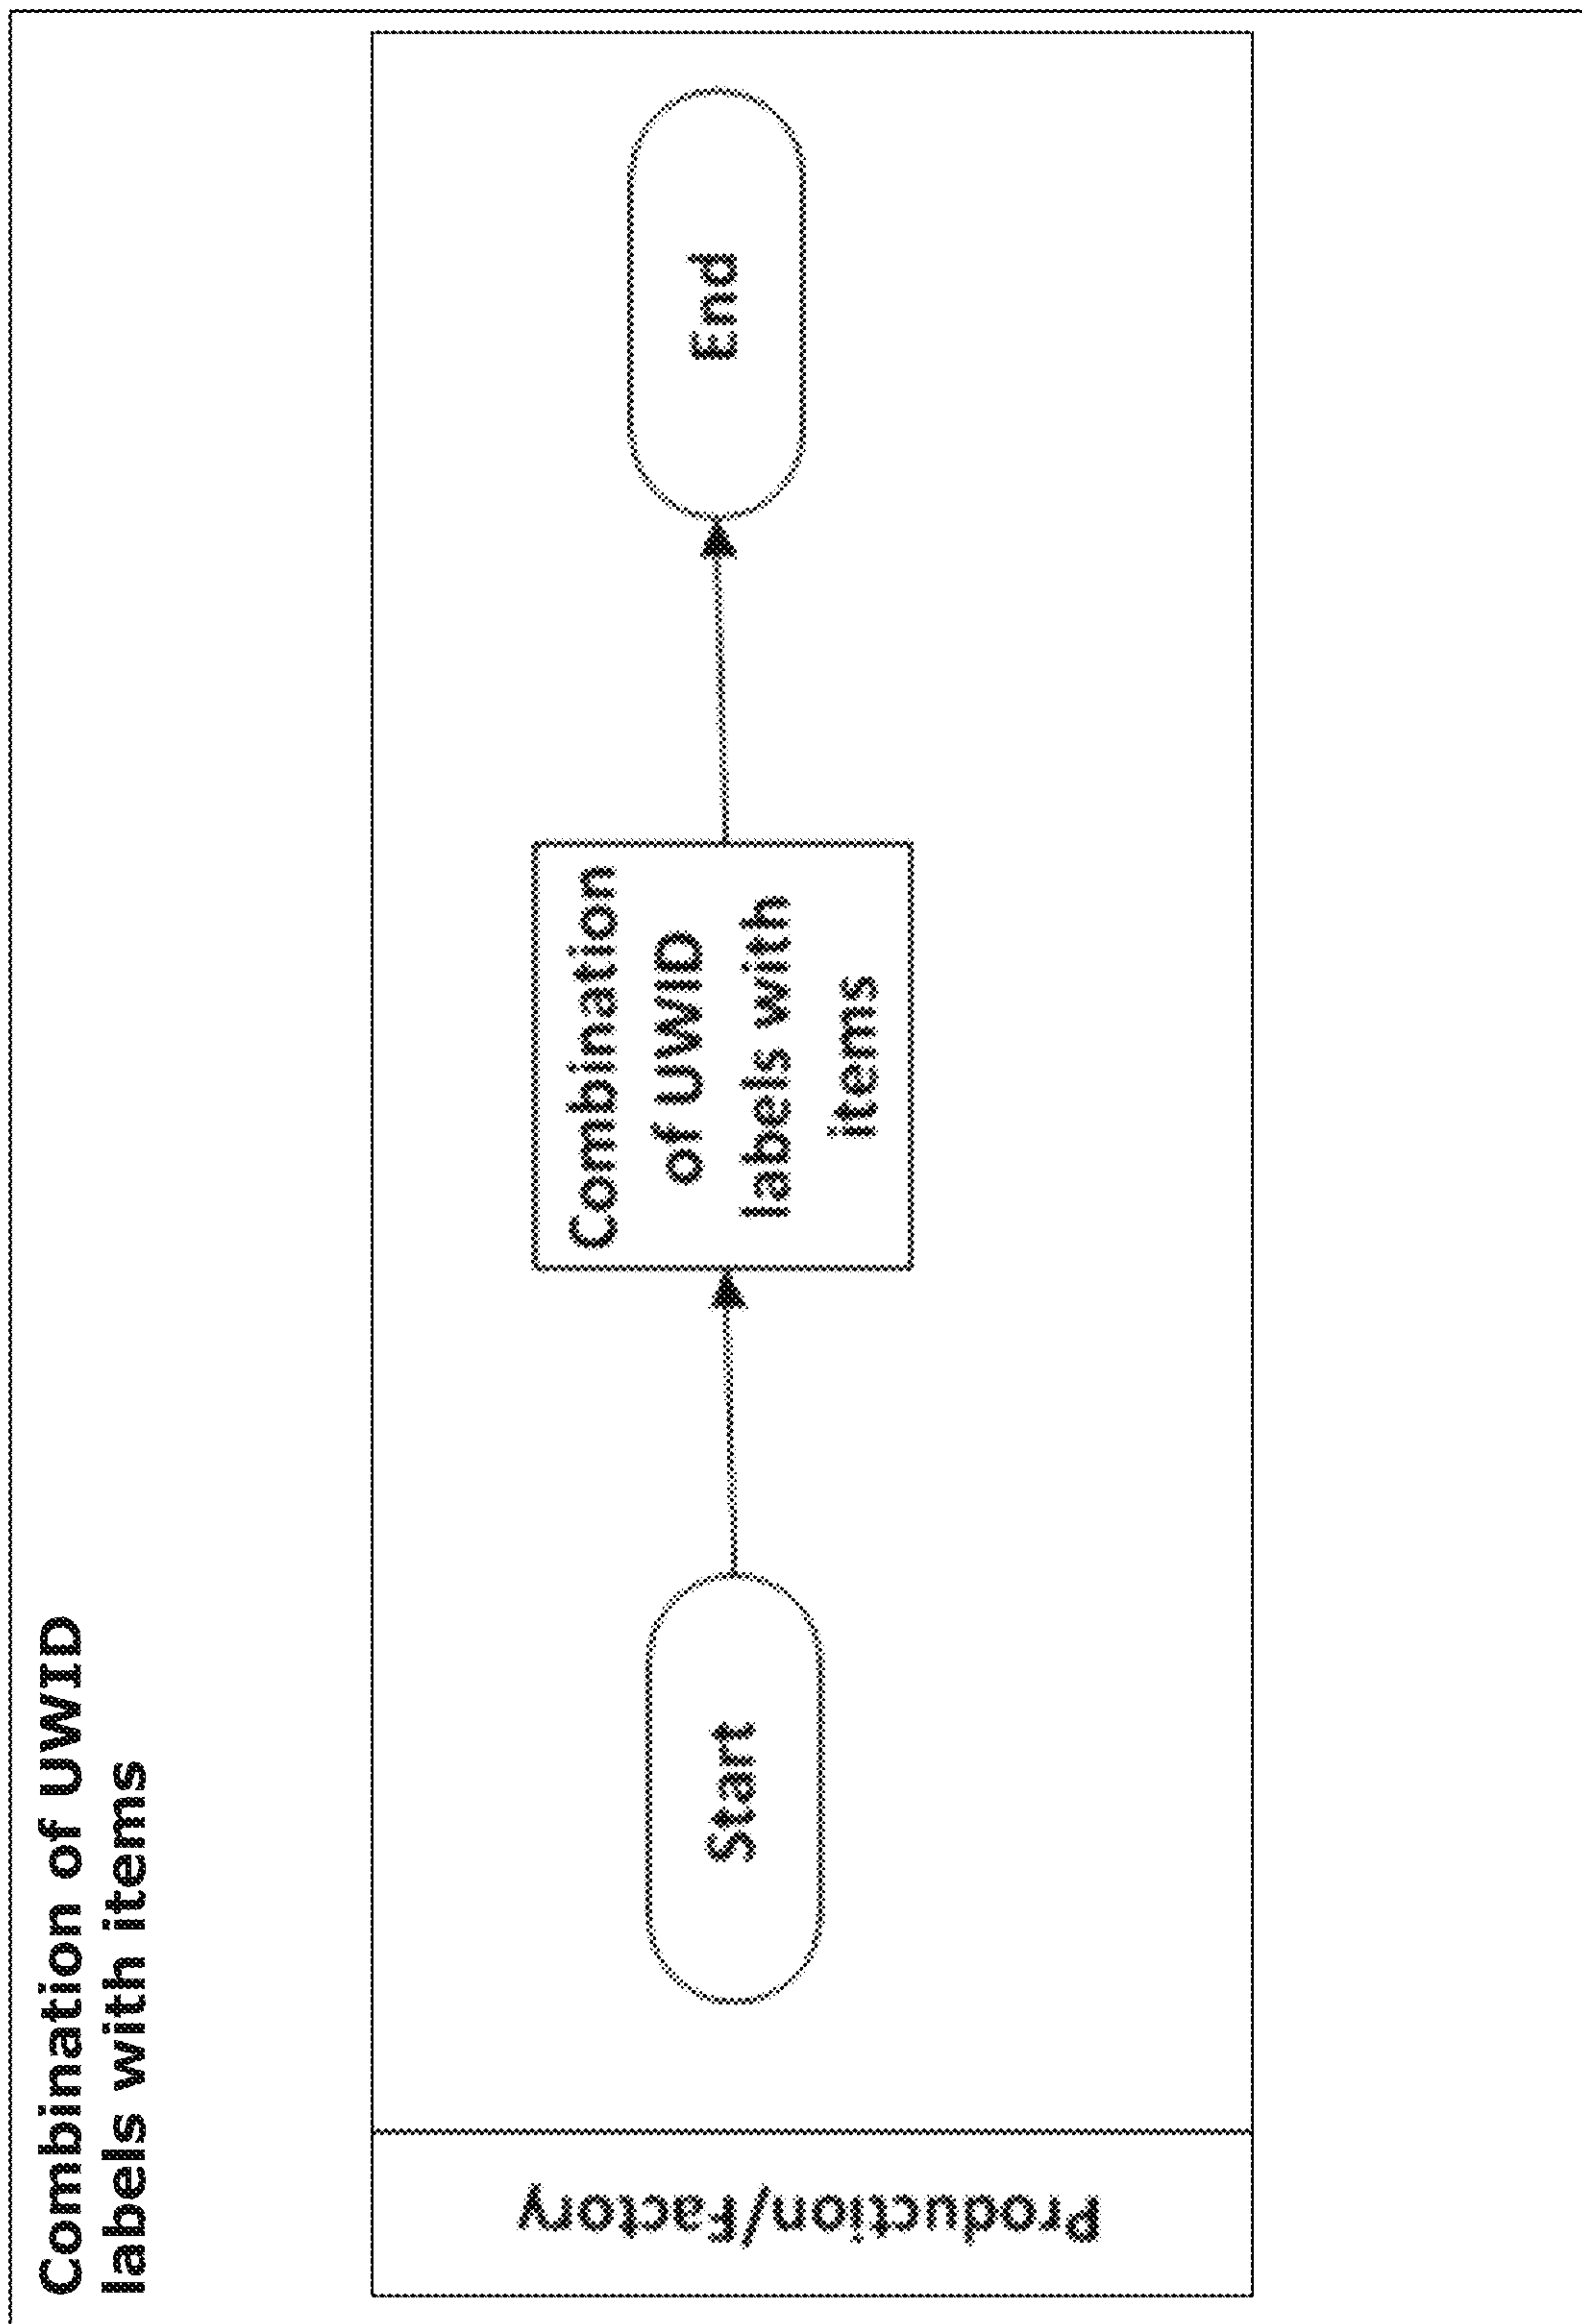 Combination of UWID
labels with items
Production/Factory
Start
Combination
of UWID
labels with
items
End